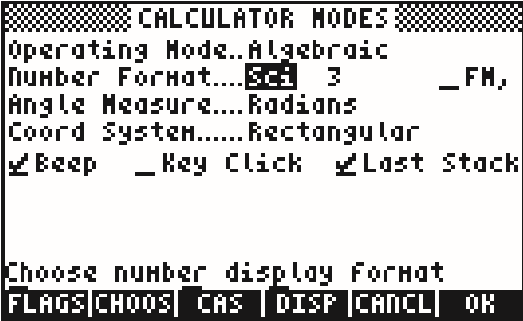 CALCULATOR MODES
Operating Mode..Algebraic
Number Format....Sci 3 _FM,
Angle Measure....Radians
Coord System......Rectangular
✓Beep _Key Click ✓Last Stack
Choose number display format
FLAGS CHOOS CAS DISP CANCL OK